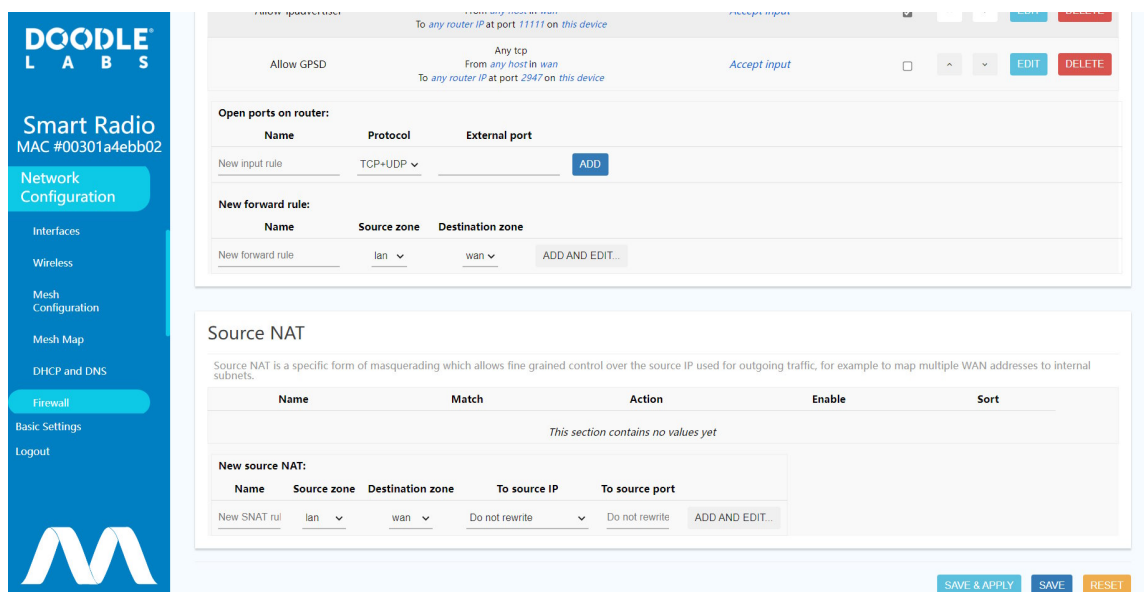 DOODLE
LABS
Smart Radio
MAC #00301a4ebb02
Network
Configuration
Interfaces
Wireless
Mesh
Configuration
Mesh Map
DHCP and DNS
Firewall
Basic Settings
Logout
To any router IP at port 11111 on this device
Allow GPSD
Any tcp
From any host in wan
To any router IP at port 2947 on this device
Accept input
EDIT
DELETE
Open ports on router:
Name Protocol External port
New input rule TCP+UDP ADD
New forward rule:
Name Source zone Destination zone
New forward rule lan wan ADD AND EDIT...
Source NAT
Source NAT is a specific form of masquerading which allows fine grained control over the source IP used for outgoing traffic, for example to map multiple WAN addresses to internal
subnets.
Name Match Action Enable Sort
This section contains no values yet
New source NAT:
Name Source zone Destination zone To source IP To source port
New SNAT rul lan wan Do not rewrite Do not rewrite ADD AND EDIT...
SAVE & APPLY SAVE RESET